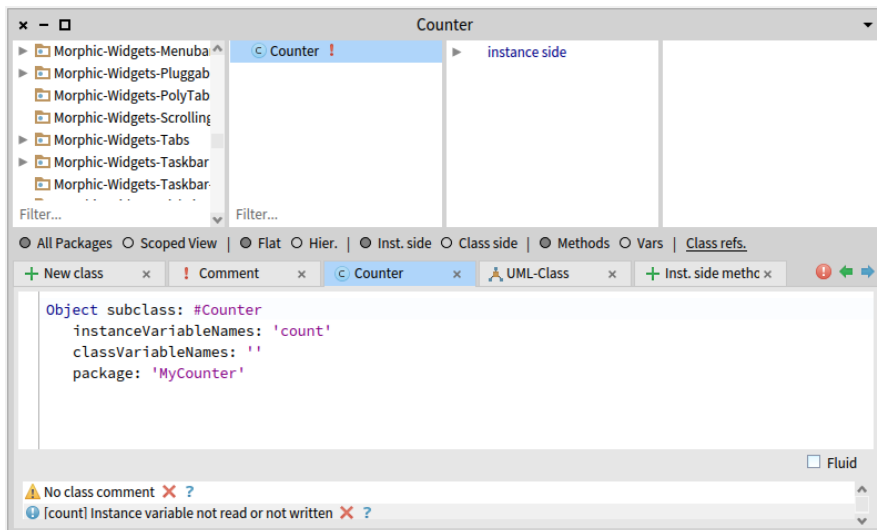 Counter
Morphic-Widgets-Menuba
Morphic-Widgets-Pluggab
Morphic-Widgets-PolyTab
Morphic-Widgets-Scrolling
Morphic-Widgets-Tabs
Morphic-Widgets-Taskbar
Morphic-Widgets-Taskbar-
Filter...
Counter !
Filter...
instance side
All Packages Scoped View | Flat Hier. | Inst. side Class side | Methods Vars | Class refs.
New class Comment Counter UML-Class Inst. side methc
Object subclass: #Counter
instanceVariableNames: 'count'
classVariableNames: ''
package: 'MyCounter'
Fluid
No class comment ?
[count] Instance variable not read or not written ?